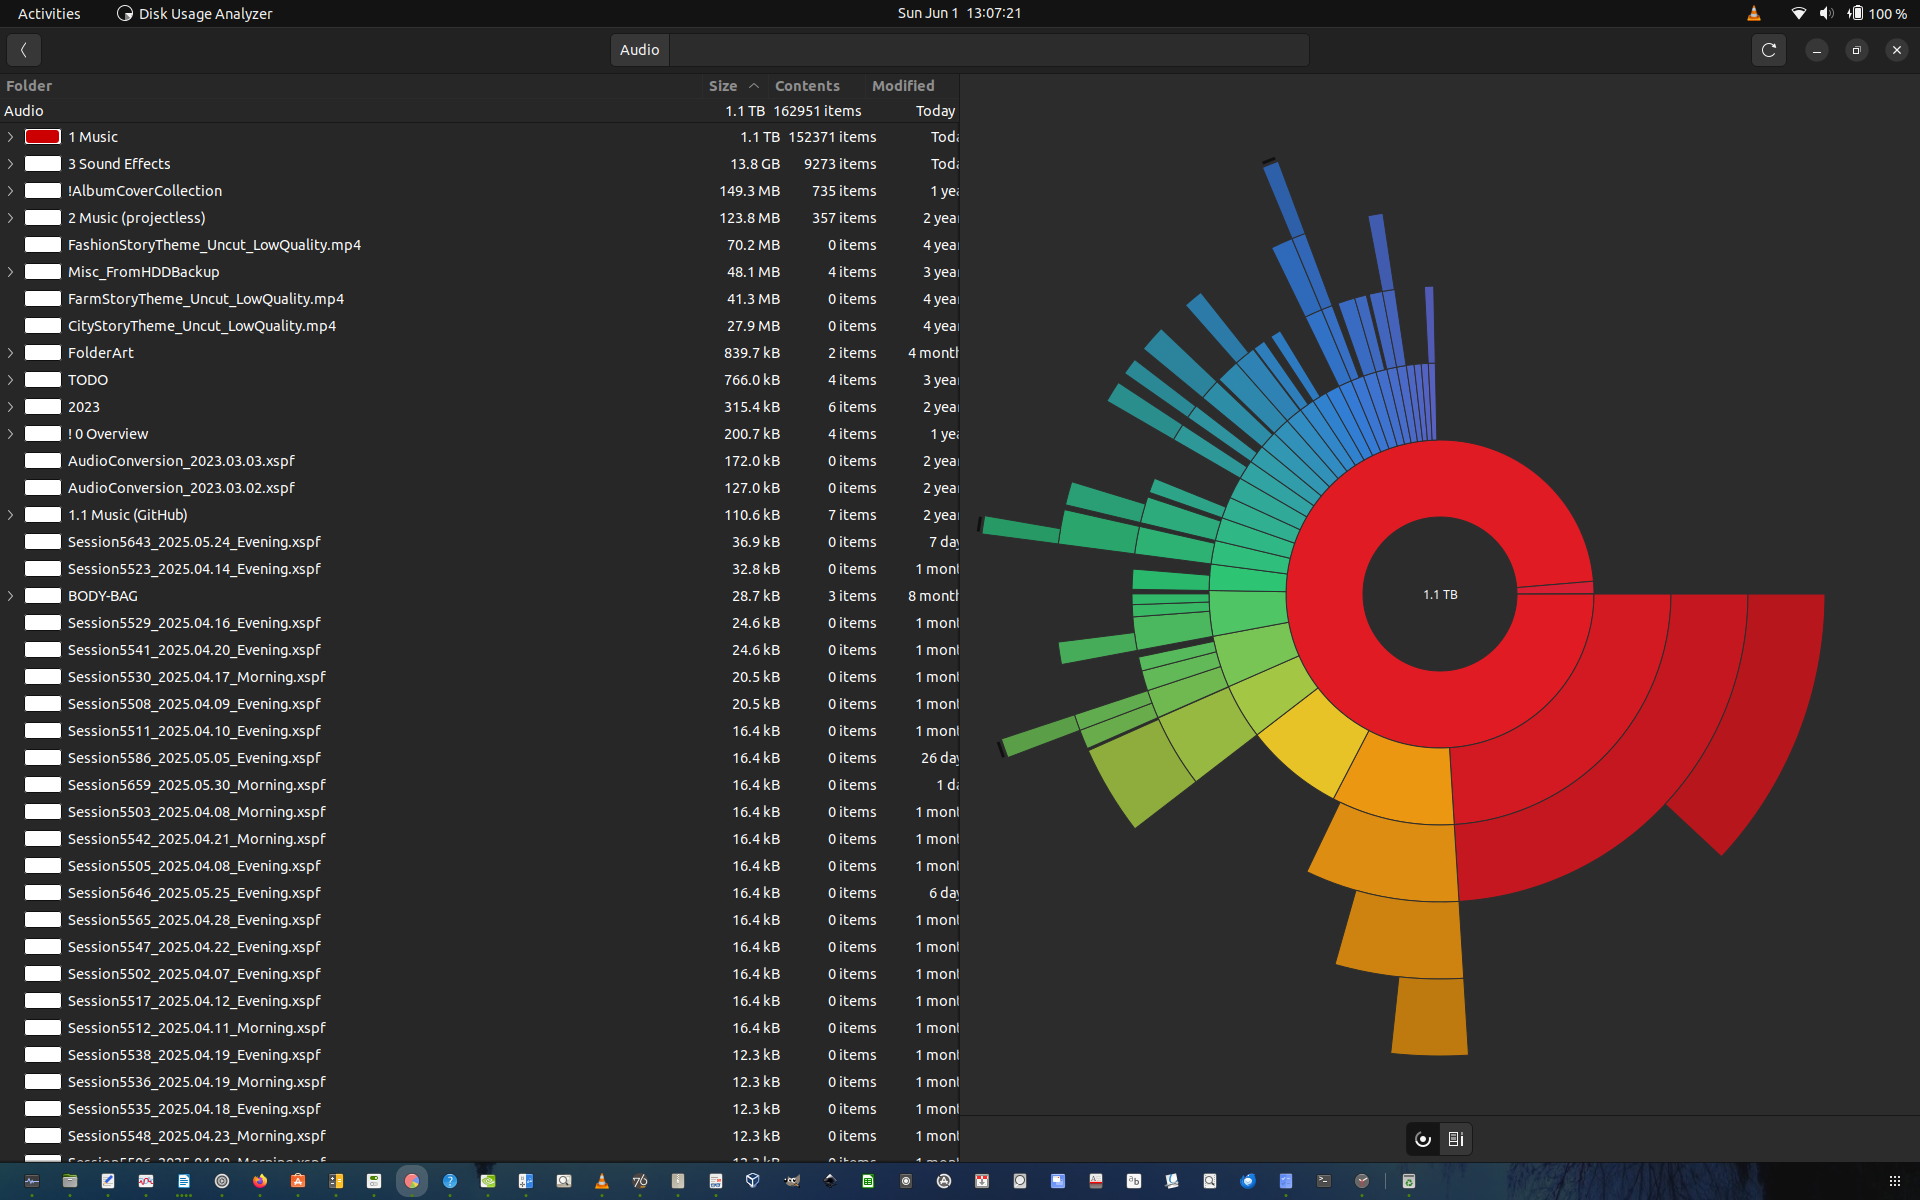 Activities Disk Usage Analyzer Sun Jun 1 13:07:21 100 %
Audio
Folder Size Contents Modified
Audio 1.1 TB 162951 items Today
1 Music 1.1 TB 152371 items Toda
3 Sound Effects 13.8 GB 9273 items Toda
!AlbumCoverCollection 149.3 MB 735 items 1 yea
2 Music (projectless) 123.8 MB 357 items 2 yea
FashionStoryTheme_Uncut_LowQuality.mp4 70.2 MB 0 items 4 yea
Misc_FromHDDBackup 48.1 MB 4 items 3 yea
FarmStoryTheme_Uncut_LowQuality.mp4 41.3 MB 0 items 4 yea
CityStoryTheme_Uncut_LowQuality.mp4 27.9 MB 0 items 4 yea
FolderArt 839.7 kB 2 items 4 month
TODO 766.0 kB 4 items 3 yea
2023 315.4 kB 6 items 2 yea
! 0 Overview 200.7 kB 4 items 1 yea
AudioConversion_2023.03.03.xspf 172.0 kB 0 items 2 yea
AudioConversion_2023.03.02.xspf 127.0 kB 0 items 2 yea
1.1 Music (GitHub) 110.6 kB 7 items 2 yea
Session5643_2025.05.24_Evening.xspf 36.9 kB 0 items 7 day
Session5523_2025.04.14_Evening.xspf 32.8 kB 0 items 1 mont
BODY-BAG 28.7 kB 3 items 8 month
Session5529_2025.04.16_Evening.xspf 24.6 kB 0 items 1 mont
Session5541_2025.04.20_Evening.xspf 24.6 kB 0 items 1 mont
Session5530_2025.04.17_Morning.xspf 20.5 kB 0 items 1 mont
Session5508_2025.04.09_Evening.xspf 20.5 kB 0 items 1 mont
Session5511_2025.04.10_Evening.xspf 16.4 kB 0 items 1 mont
Session5586_2025.05.05_Evening.xspf 16.4 kB 0 items 26 day
Session5659_2025.05.30_Morning.xspf 16.4 kB 0 items 1 da
Session5503_2025.04.08_Morning.xspf 16.4 kB 0 items 1 mont
Session5542_2025.04.21_Morning.xspf 16.4 kB 0 items 1 mont
Session5505_2025.04.08_Evening.xspf 16.4 kB 0 items 1 mont
Session5646_2025.05.25_Evening.xspf 16.4 kB 0 items 6 day
Session5565_2025.04.28_Evening.xspf 16.4 kB 0 items 1 mont
Session5547_2025.04.22_Evening.xspf 16.4 kB 0 items 1 mont
Session5502_2025.04.07_Evening.xspf 16.4 kB 0 items 1 mont
Session5517_2025.04.12_Evening.xspf 16.4 kB 0 items 1 mont
Session5512_2025.04.11_Morning.xspf 16.4 kB 0 items 1 mont
Session5538_2025.04.19_Evening.xspf 12.3 kB 0 items 1 mont
Session5536_2025.04.19_Morning.xspf 12.3 kB 0 items 1 mont
Session5535_2025.04.18_Evening.xspf 12.3 kB 0 items 1 mont
Session5548_2025.04.23_Morning.xspf 12.3 kB 0 items 1 mont
1.1 TB